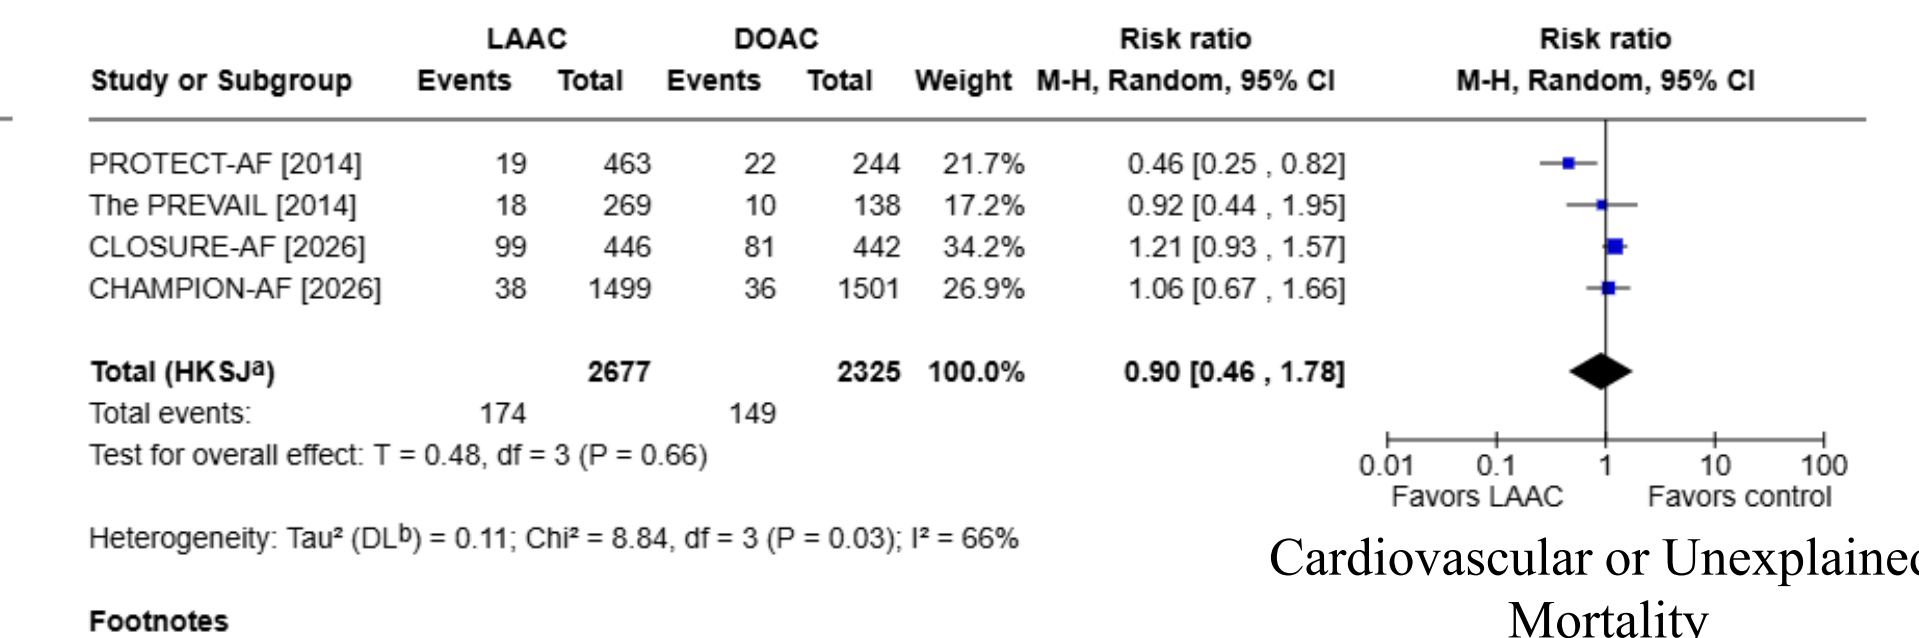 LAAC DOAC Risk ratio Risk ratio
Study or Subgroup Events Total Events Total Weight M-H, Random, 95% CI M-H, Random, 95% CI
PROTECT-AF [2014] 19 463 22 244 21.7% 0.46 [0.25 , 0.82]
The PREVAIL [2014] 18 269 10 138 17.2% 0.92 [0.44 , 1.95]
CLOSURE-AF [2026] 99 446 81 442 34.2% 1.21 [0.93 , 1.57]
CHAMPION-AF [2026] 38 1499 36 1501 26.9% 1.06 [0.67 , 1.66]
Total (HKSJᵃ) 2677 2325 100.0% 0.90 [0.46 , 1.78]
Total events: 174 149
Test for overall effect: T = 0.48, df = 3 (P = 0.66)
0.01 0.1 1 10 100
Favors LAAC Favors control
Heterogeneity: Tau² (DLᵇ) = 0.11; Chi² = 8.84, df = 3 (P = 0.03); I² = 66%
Cardiovascular or Unexplained
Mortality
Footnotes